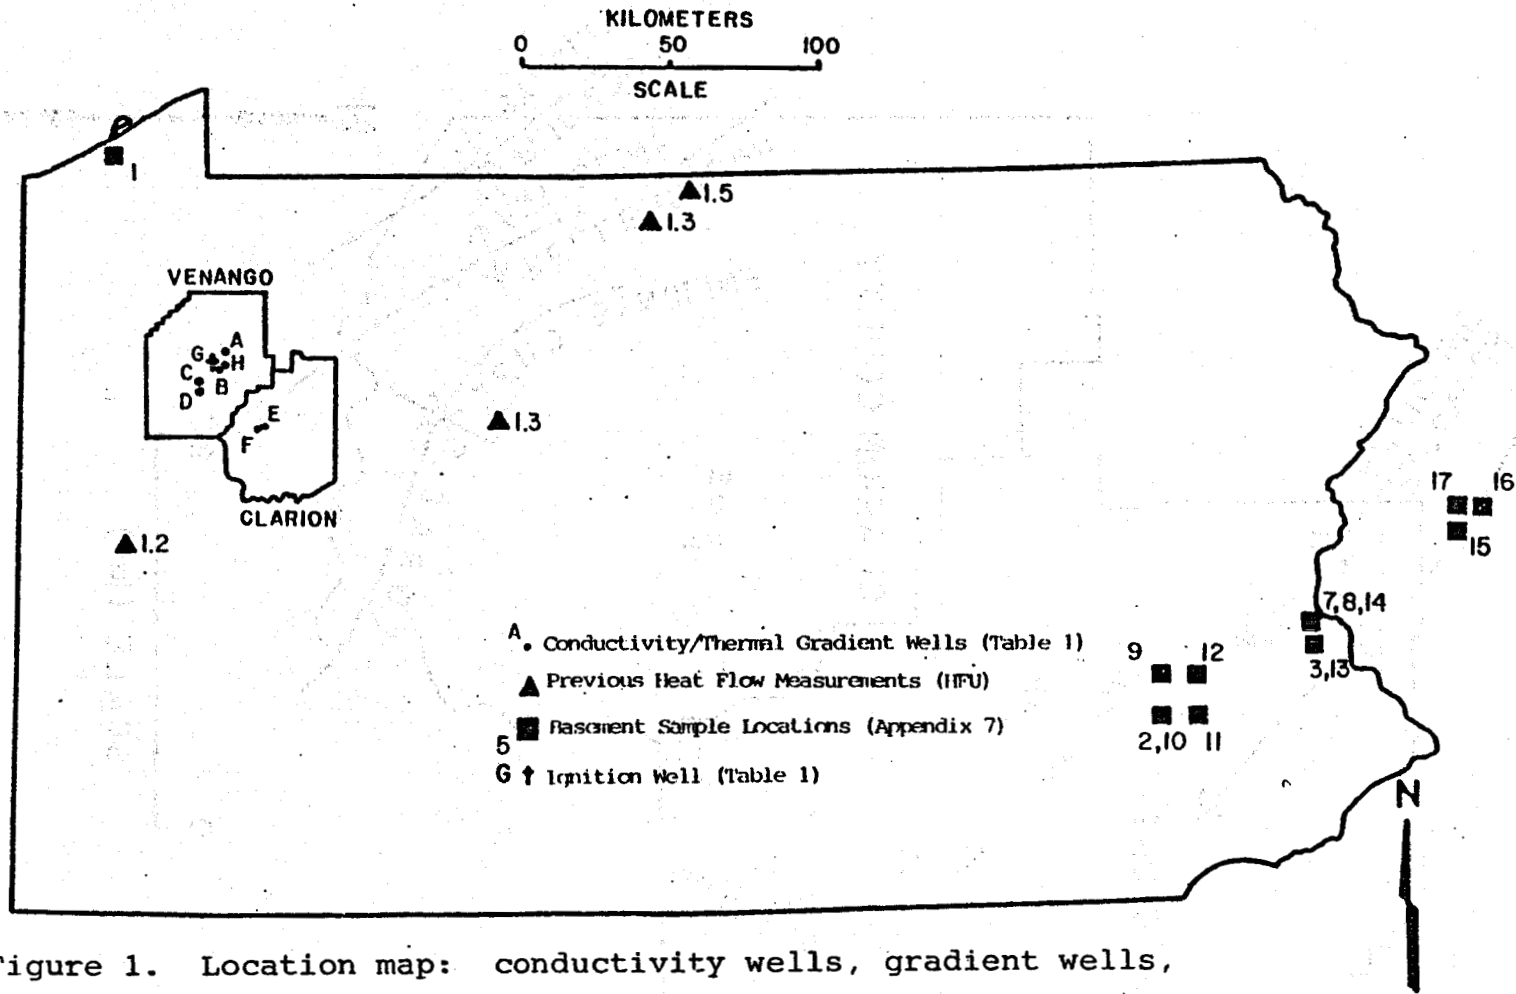 KILOMETERS
0 50 100
SCALE
1
1.5
1.3
VENANGO
A
G
H
C
B
D
E
F
1.3
CLARION
1.2
17 16
15
7,8,14
3,13
9 12
2,10 11
A . Conductivity/Thermal Gradient Wells (Table 1)
Previous Heat Flow Measurements (HFU)
5 Basement Sample Locations (Appendix 7)
G Ignition Well (Table 1)
N
igure 1. Location map: conductivity wells, gradient wells,